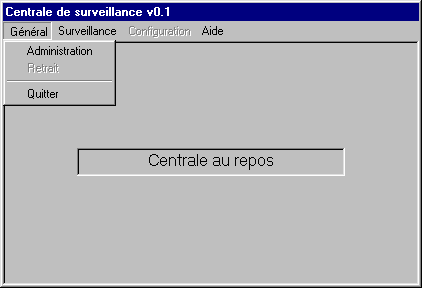 Centrale de surveillance v0.1
Général Surveillance Configuration Aide
Administration
Retrait
Quitter
Centrale au repos